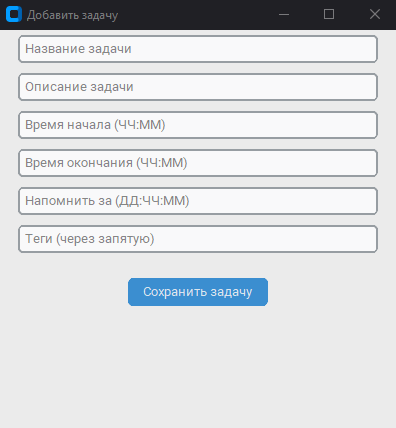 Добавить задачу
Название задачи
Описание задачи
Время начала (ЧЧ:ММ)
Время окончания (ЧЧ:ММ)
Напомнить за (ДД:ЧЧ:ММ)
Теги (через запятую)
Сохранить задачу